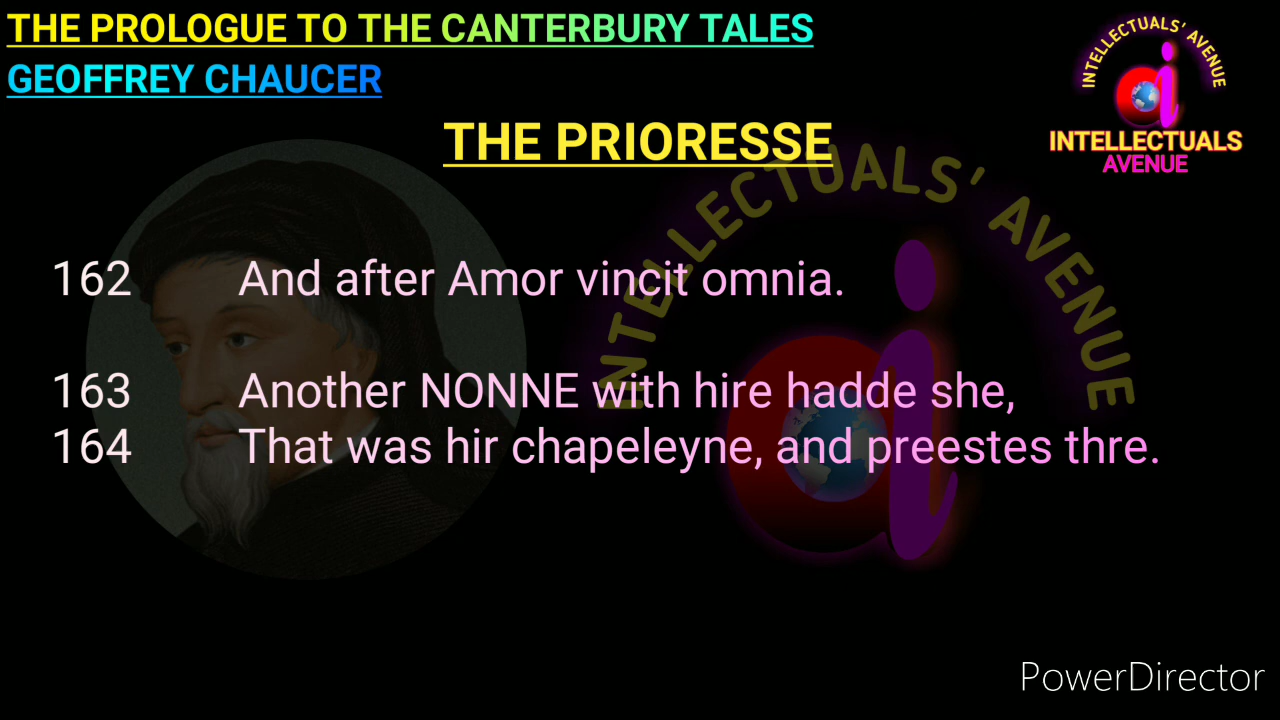 THE PROLOGUE TO THE CANTERBURY TALES
GEOFFREY CHAUCER
INTELLECTUALS' AVENUE
INTELLECTUALS
AVENUE
THE PRIORESSE
INTELLECTUALS' AVENUE
162 And after Amor vincit omnia.
163 Another NONNE with hire hadde she,
164 That was hir chapeleyne, and preestes thre.
PowerDirector